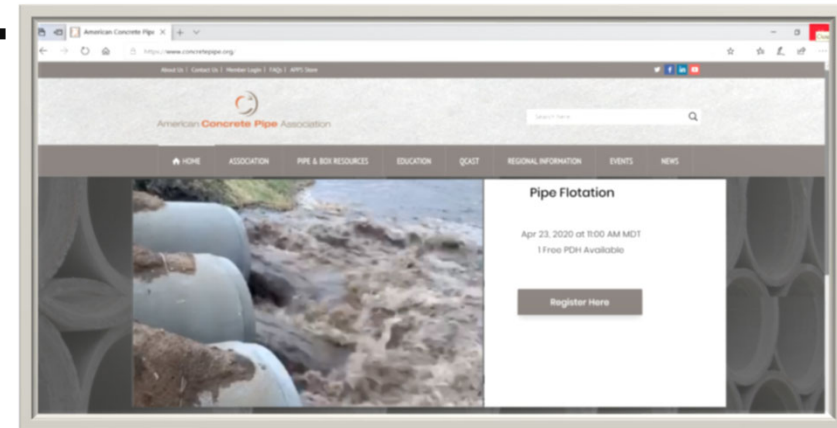 American Concrete Pipe
https://www.concretepipe.org/
About Us | Contact Us | Member Login | FAQs |
American Concrete Pipe Association
Search here
HOME ASSOCIATION PIPE & BOX RESOURCES EDUCATION QCAST REGIONAL INFORMATION EVENTS NEWS
Pipe Flotation
Apr 23, 2020 at 11:00 AM MDT
1 Free PDH Available
Register Here